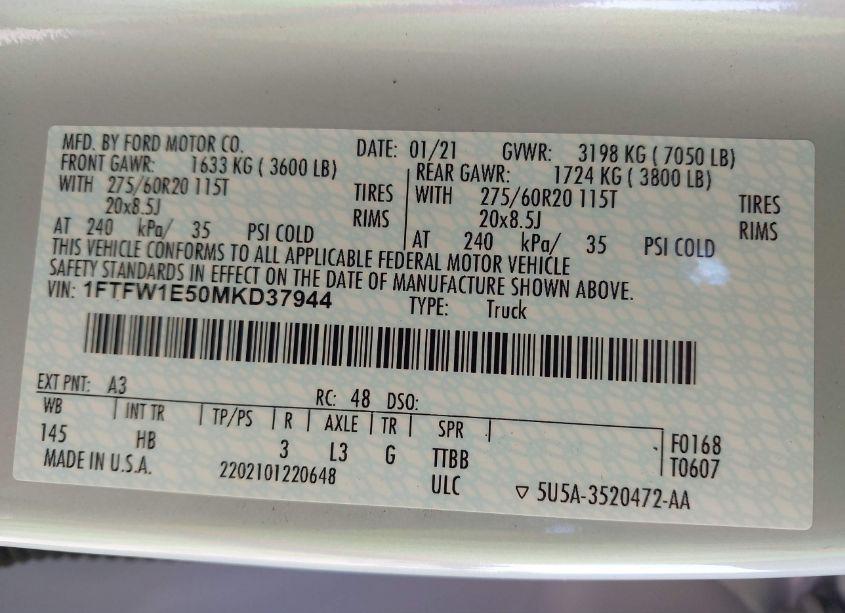 MFD. BY FORD MOTOR CO. DATE: 01/21 GVWR: 3198 KG ( 7050 LB)
FRONT GAWR: 1633 KG ( 3600 LB) REAR GAWR: 1724 KG ( 3800 LB)
WITH 275/60R20 115T TIRES WITH 275/60R20 115T TIRES
20x8.5J RIMS 20x8.5J RIMS
AT 240 kPa/ 35 PSI COLD AT 240 kPa/ 35 PSI COLD
THIS VEHICLE CONFORMS TO ALL APPLICABLE FEDERAL MOTOR VEHICLE
SAFETY STANDARDS IN EFFECT ON THE DATE OF MANUFACTURE SHOWN ABOVE.
VIN: 1FTFW1E50MKD37944 TYPE: Truck
EXT PNT: A3 RC: 48 DSO:
WB INT TR TP/PS R AXLE TR SPR F0168
145 HB 3 L3 G TTBB T0607
MADE IN U.S.A. 2202101220648 ULC ▽ 5U5A-3520472-AA